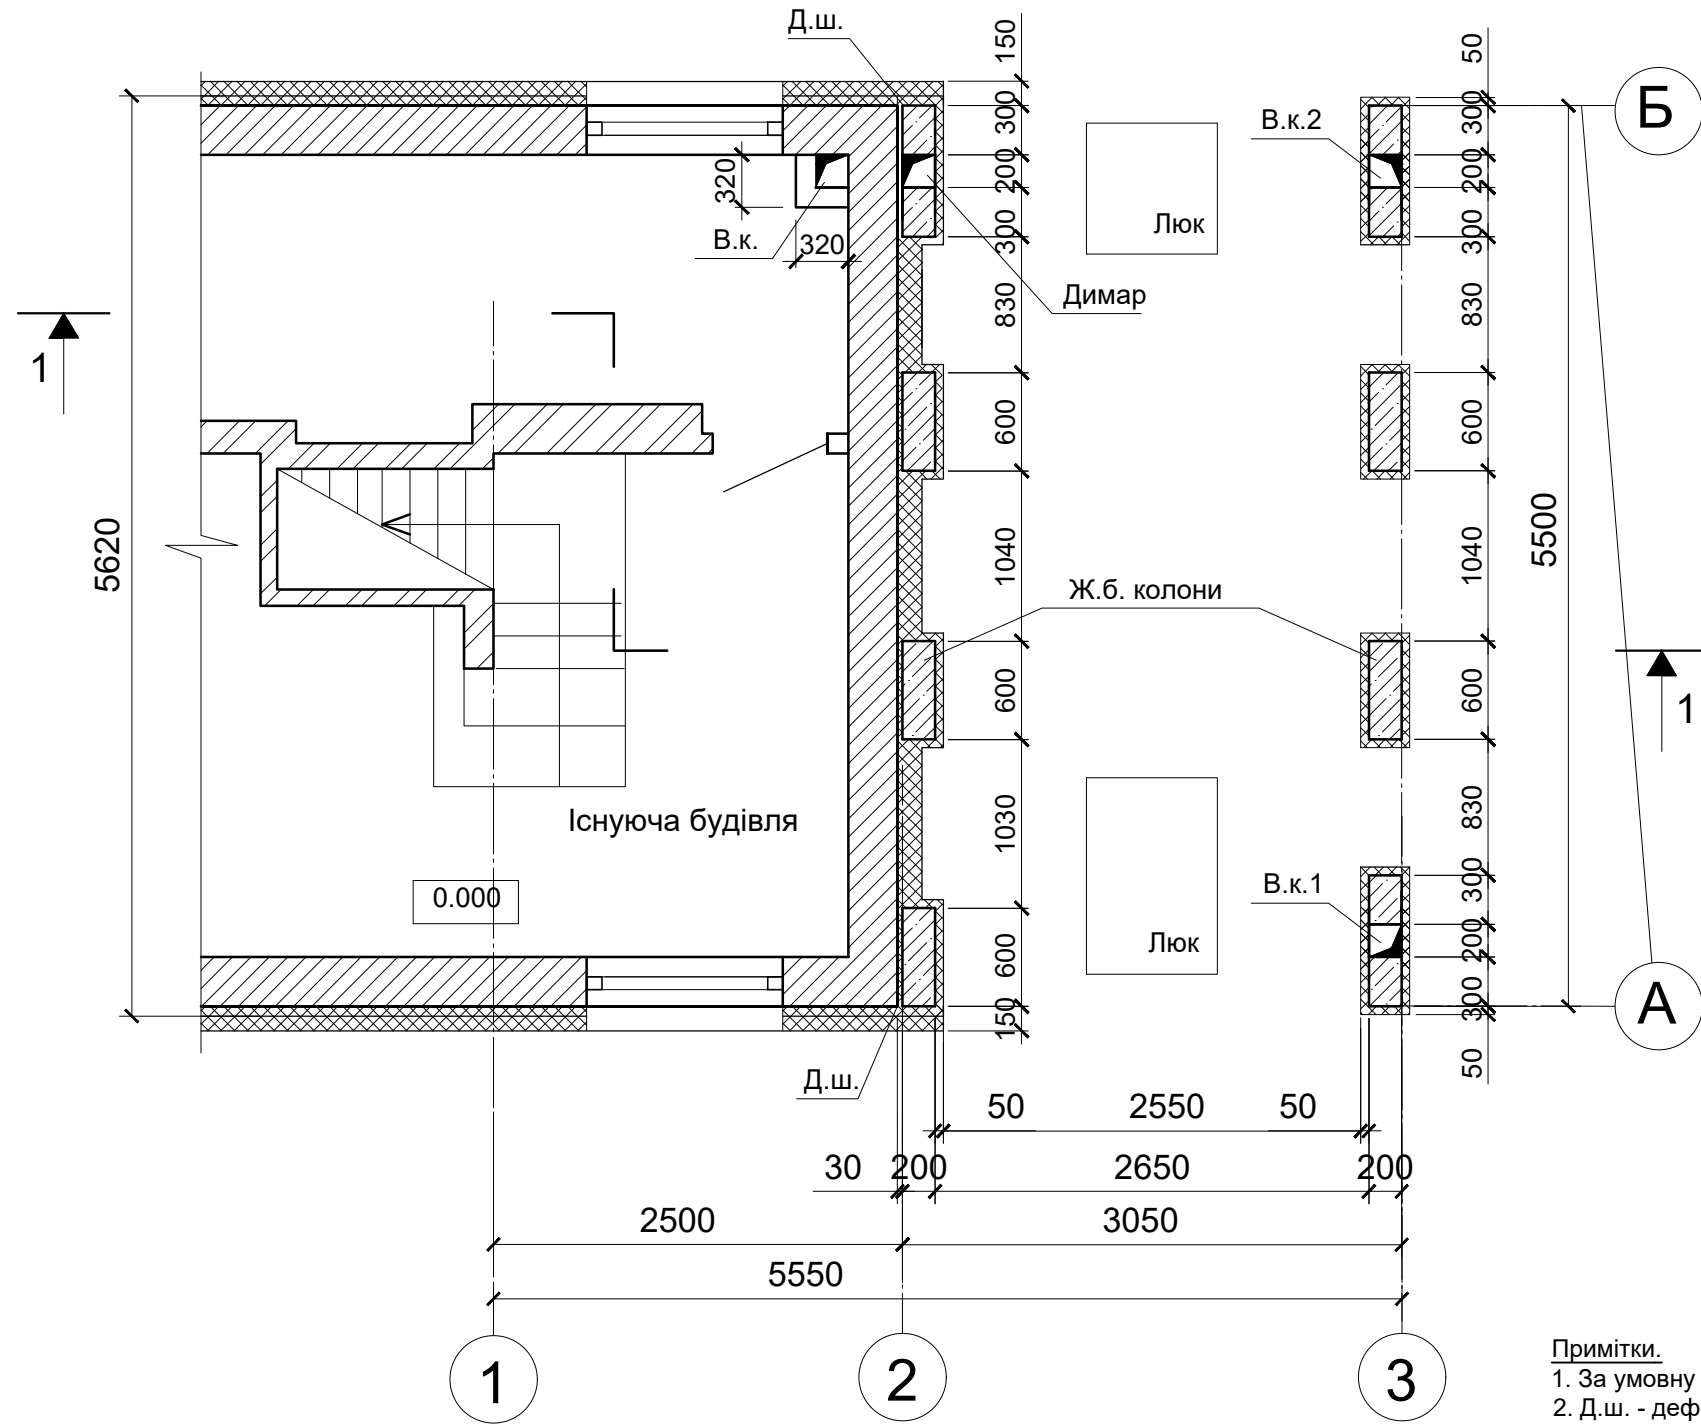 Д.ш.
150
50
Б
300
300
В.к.2
320
200
200
Люк
В.к.
320
300
300
Димар
830
830
1
600
600
5620
1040
1040
5500
Ж.б. колони
600
600
1
Існуюча будівля
1030
830
0.000
В.к.1
300
200
Люк
600
300
А
150
50
Д.ш.
50
2550
50
30
200
2650
200
2500
3050
5550
1
2
3
Примітки.
1. За умовну
2. Д.ш. - деф